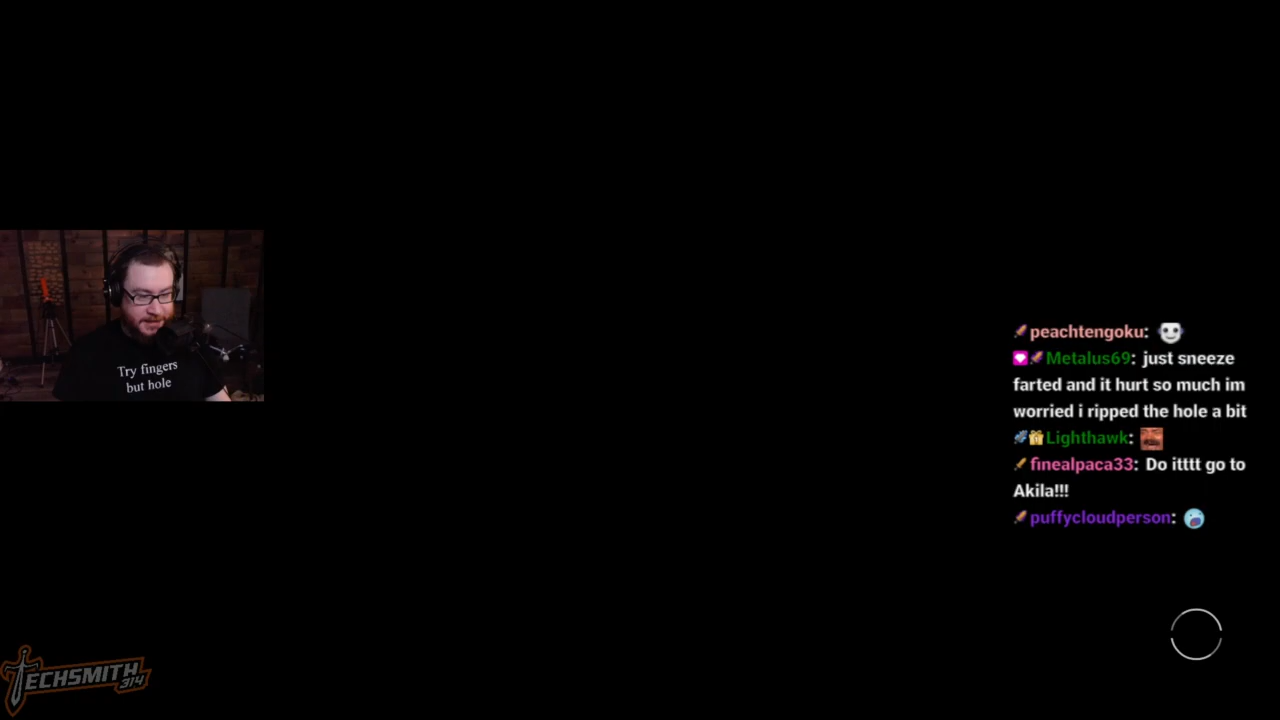 peachtengoku:
Metalus69: just sneeze
farted and it hurt so much im
worried i ripped the hole a bit
Lighthawk:
finealpaca33: Do itttt go to
Akila!!!
puffycloudperson:
Try fingers
but hole
TECHSMITH
314